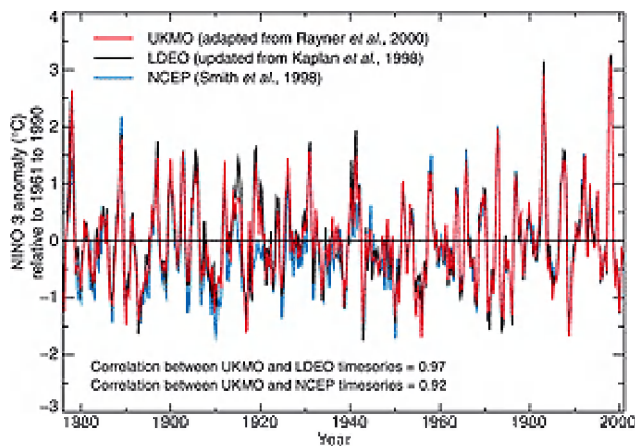 4
3
2
1
0
−1
−2
−3
NINO 3 anomaly (°C)
relative to 1961 to 1990
UKMO (adapted from Rayner et al., 2000)
LDEO (updated from Kaplan et al., 1998)
NCEP (Smith et al., 1998)
Correlation between UKMO and LDEO timeseries = 0.97
Correlation between UKMO and NCEP timeseries = 0.92
1880 1900 1920 1940 1960 1980 2000
Year